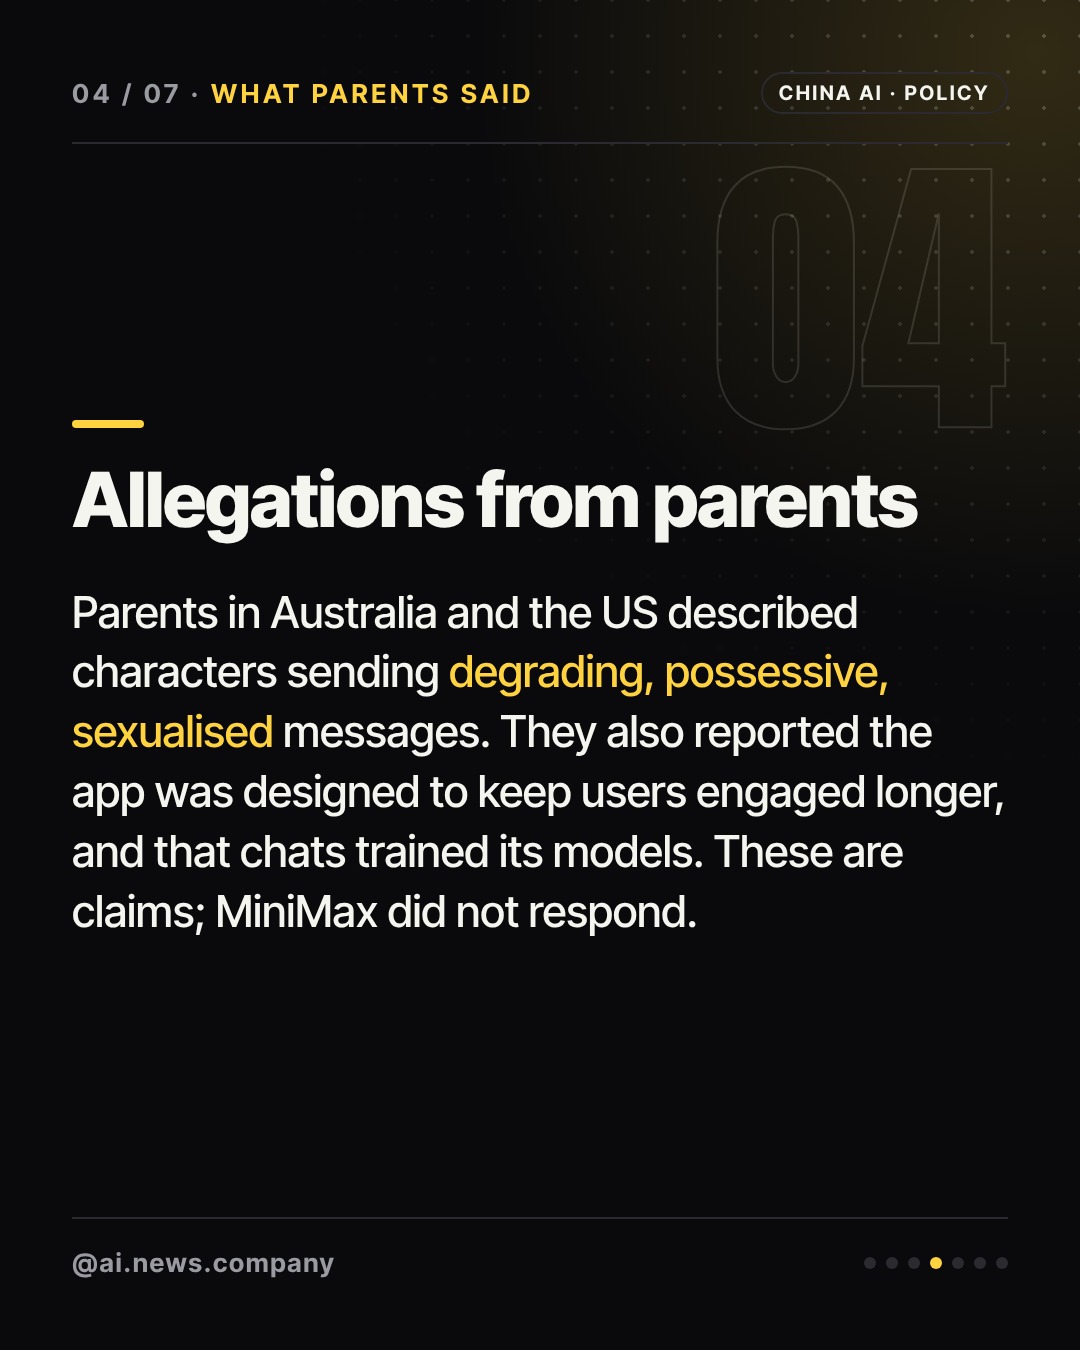 04 / 07 · WHAT PARENTS SAID
CHINA AI · POLICY
04
Allegations from parents
Parents in Australia and the US described
characters sending degrading, possessive,
sexualised messages. They also reported the
app was designed to keep users engaged longer,
and that chats trained its models. These are
claims; MiniMax did not respond.
@ai.news.company